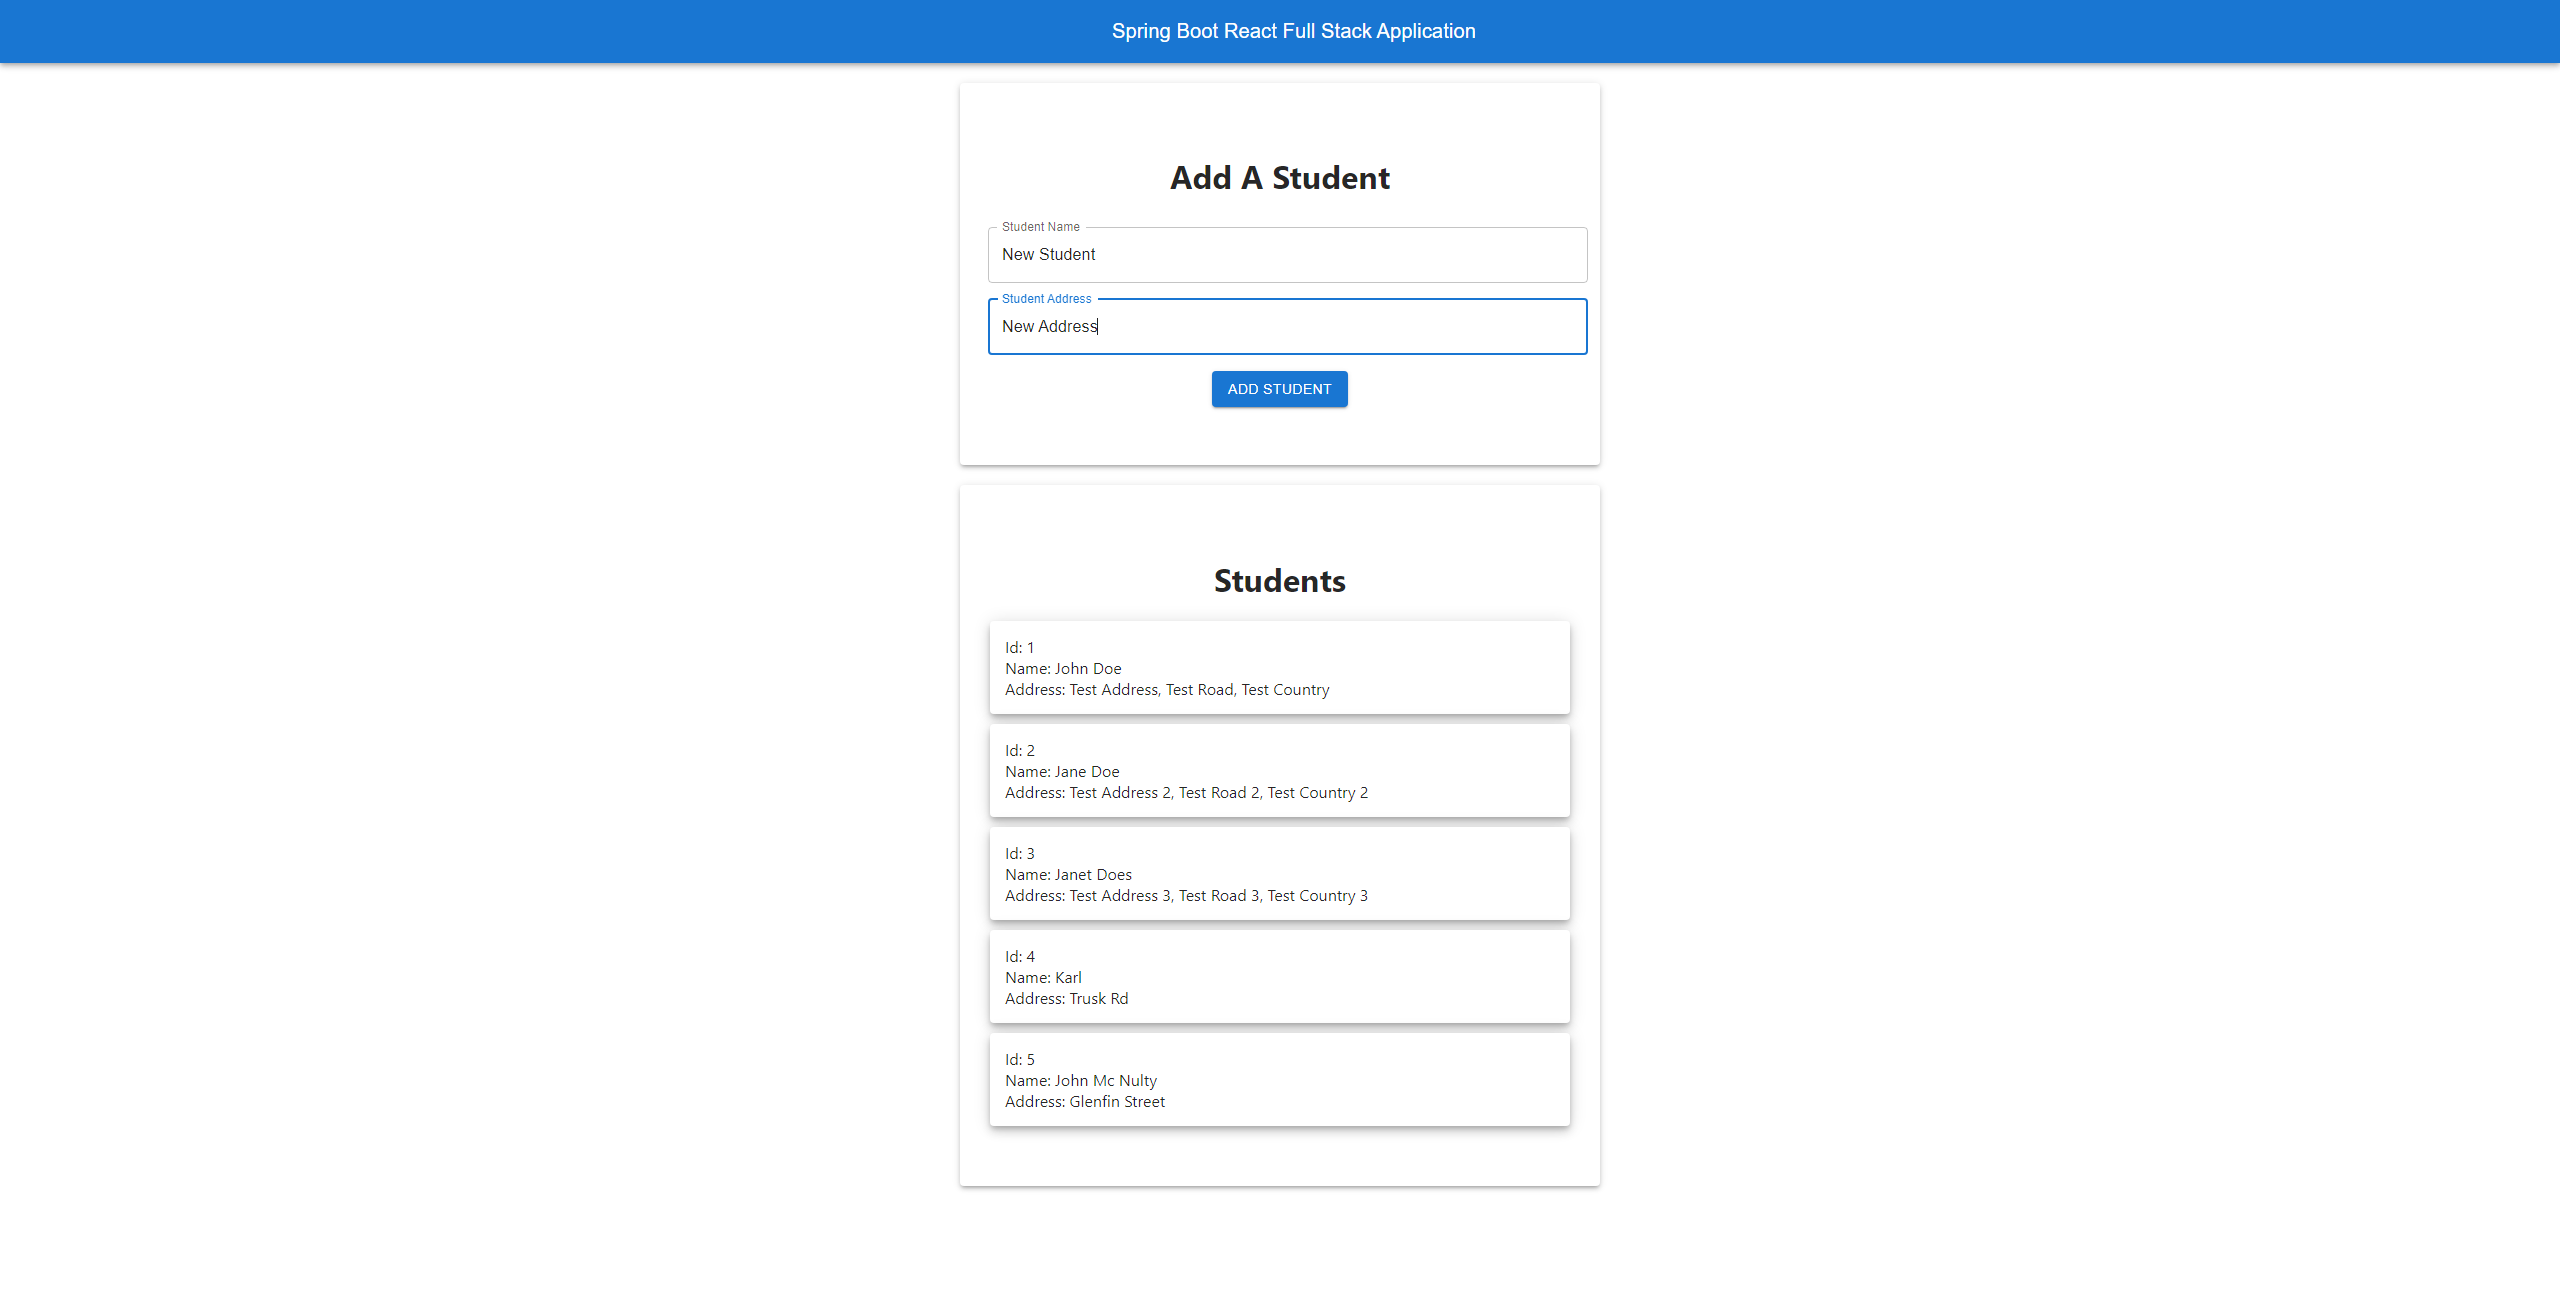 Spring Boot React Full Stack Application
Add A Student
Student Name
New Student
Student Address
New Address
ADD STUDENT
Students
Id: 1
Name: John Doe
Address: Test Address, Test Road, Test Country
Id: 2
Name: Jane Doe
Address: Test Address 2, Test Road 2, Test Country 2
Id: 3
Name: Janet Does
Address: Test Address 3, Test Road 3, Test Country 3
Id: 4
Name: Karl
Address: Trusk Rd
Id: 5
Name: John Mc Nulty
Address: Glenfin Street